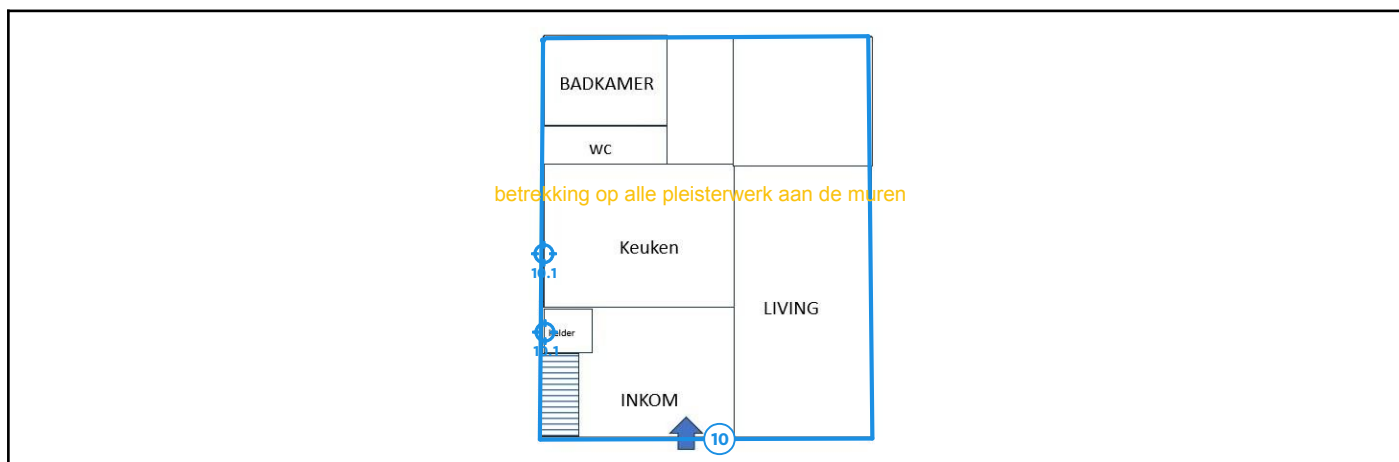 BADKAMER
WC
betrekking op alle pleisterwerk aan de muren
Keuken
10.1
LIVING
Kelder
10.1
INKOM
10